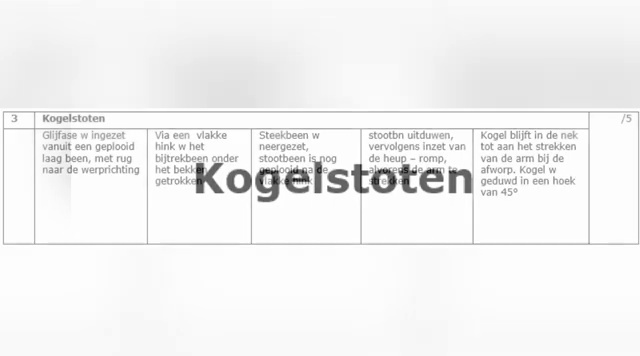 3 Kogelstoten /5
Glijfase w ingezet
vanuit een geplooid
laag been, met rug
naar de werprichting
Via een vlakke
hink w het
bijtrekbeen onder
het bekken
getrokken
Steekbeen w
neergezet,
stootbeen is nog
geplooid na de
vlakke hink
stootbn uitduwen,
vervolgens inzet van
de heup – romp,
alvorens de arm te
strekken
Kogel blijft in de nek
tot aan het strekken
van de arm bij de
afworp. Kogel w
geduwd in een hoek
van 45°
Kogelstoten